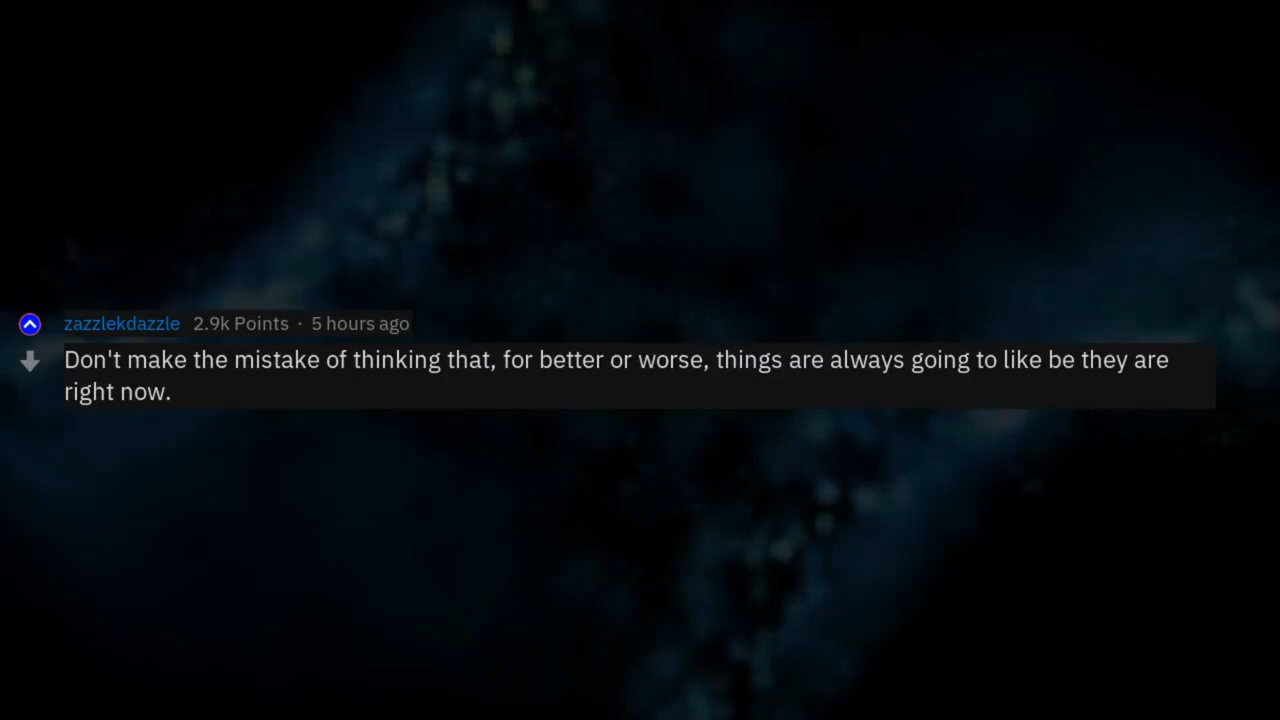 zazzlekdazzle 2.9k Points · 5 hours ago
Don't make the mistake of thinking that, for better or worse, things are always going to like be they are
right now.